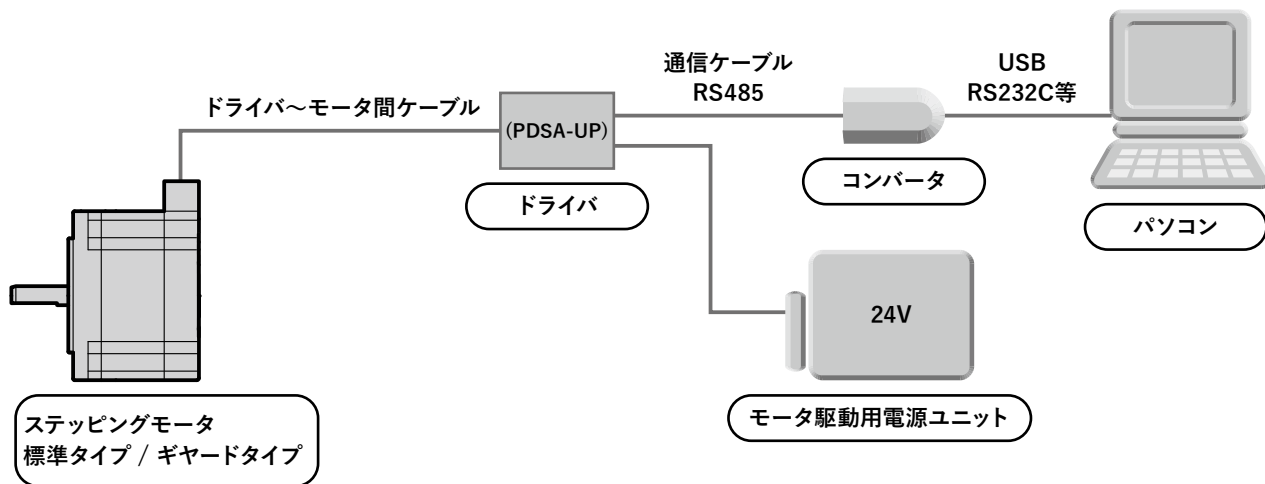 通信ケーブル
RS485
USB
RS232C等
ドライバ～モータ間ケーブル
(PDSA-UP)
コンバータ
ドライバ
パソコン
24V
モータ駆動用電源ユニット
ステッピングモータ
標準タイプ / ギヤードタイプ